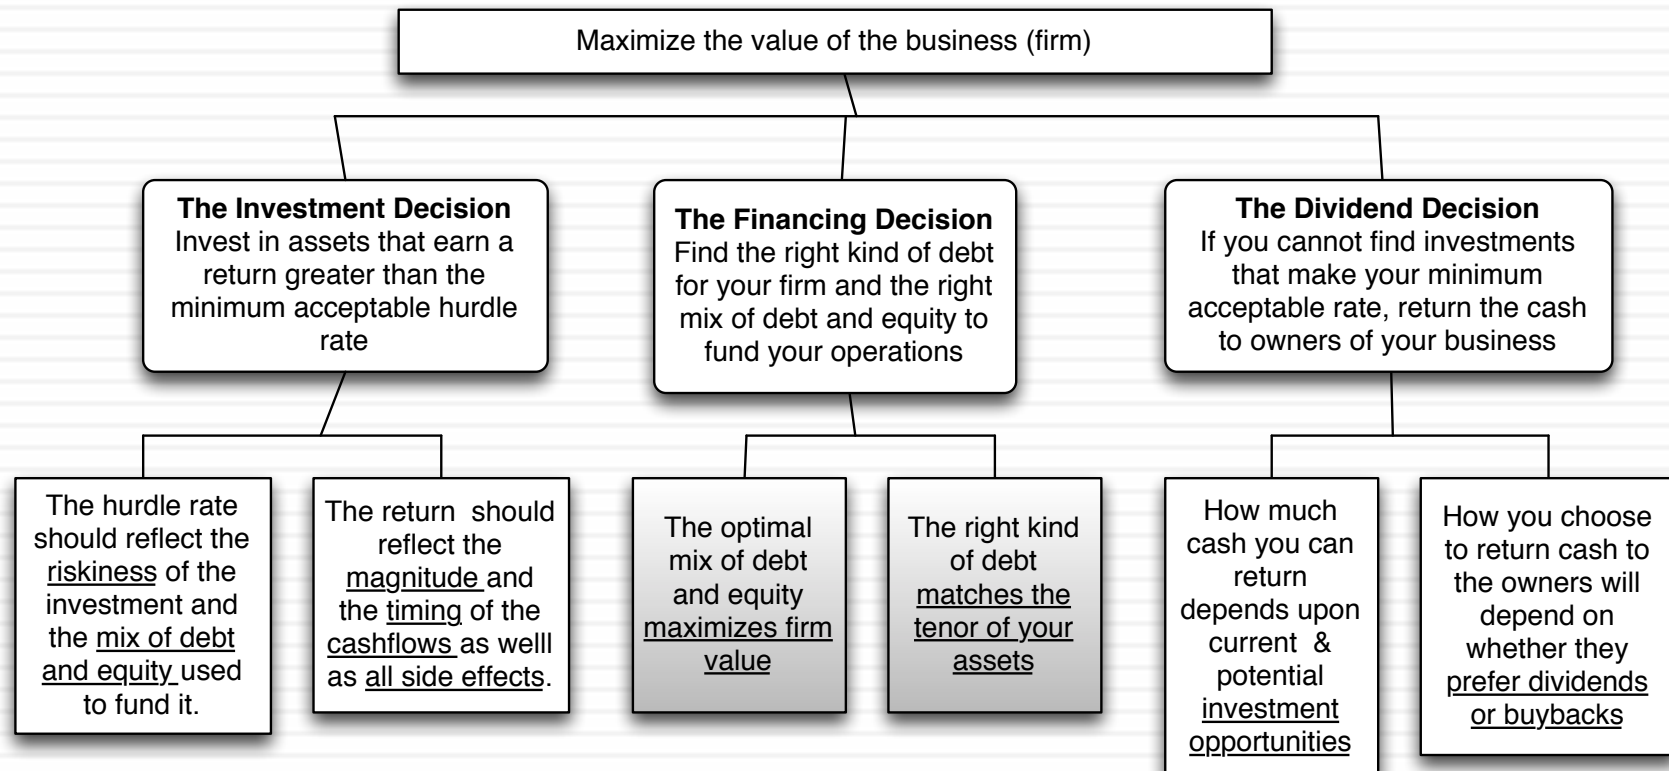 Maximize the value of the business (firm)
The Investment Decision
Invest in assets that earn a
return greater than the
minimum acceptable hurdle
rate
The Financing Decision
Find the right kind of debt
for your firm and the right
mix of debt and equity to
fund your operations
The Dividend Decision
If you cannot find investments
that make your minimum
acceptable rate, return the cash
to owners of your business
The hurdle rate
should reflect the
riskiness of the
investment and
the mix of debt
and equity used
to fund it.
The return  should
reflect the
magnitude and
the timing of the
cashflows as welll
as all side effects.
The optimal
mix of debt
and equity
maximizes firm
value
The right kind
of debt
matches the
tenor of your
assets
How much
cash you can
return
depends upon
current  &
potential
investment
opportunities
How you choose
to return cash to
the owners will
depend on
whether they
prefer dividends
or buybacks